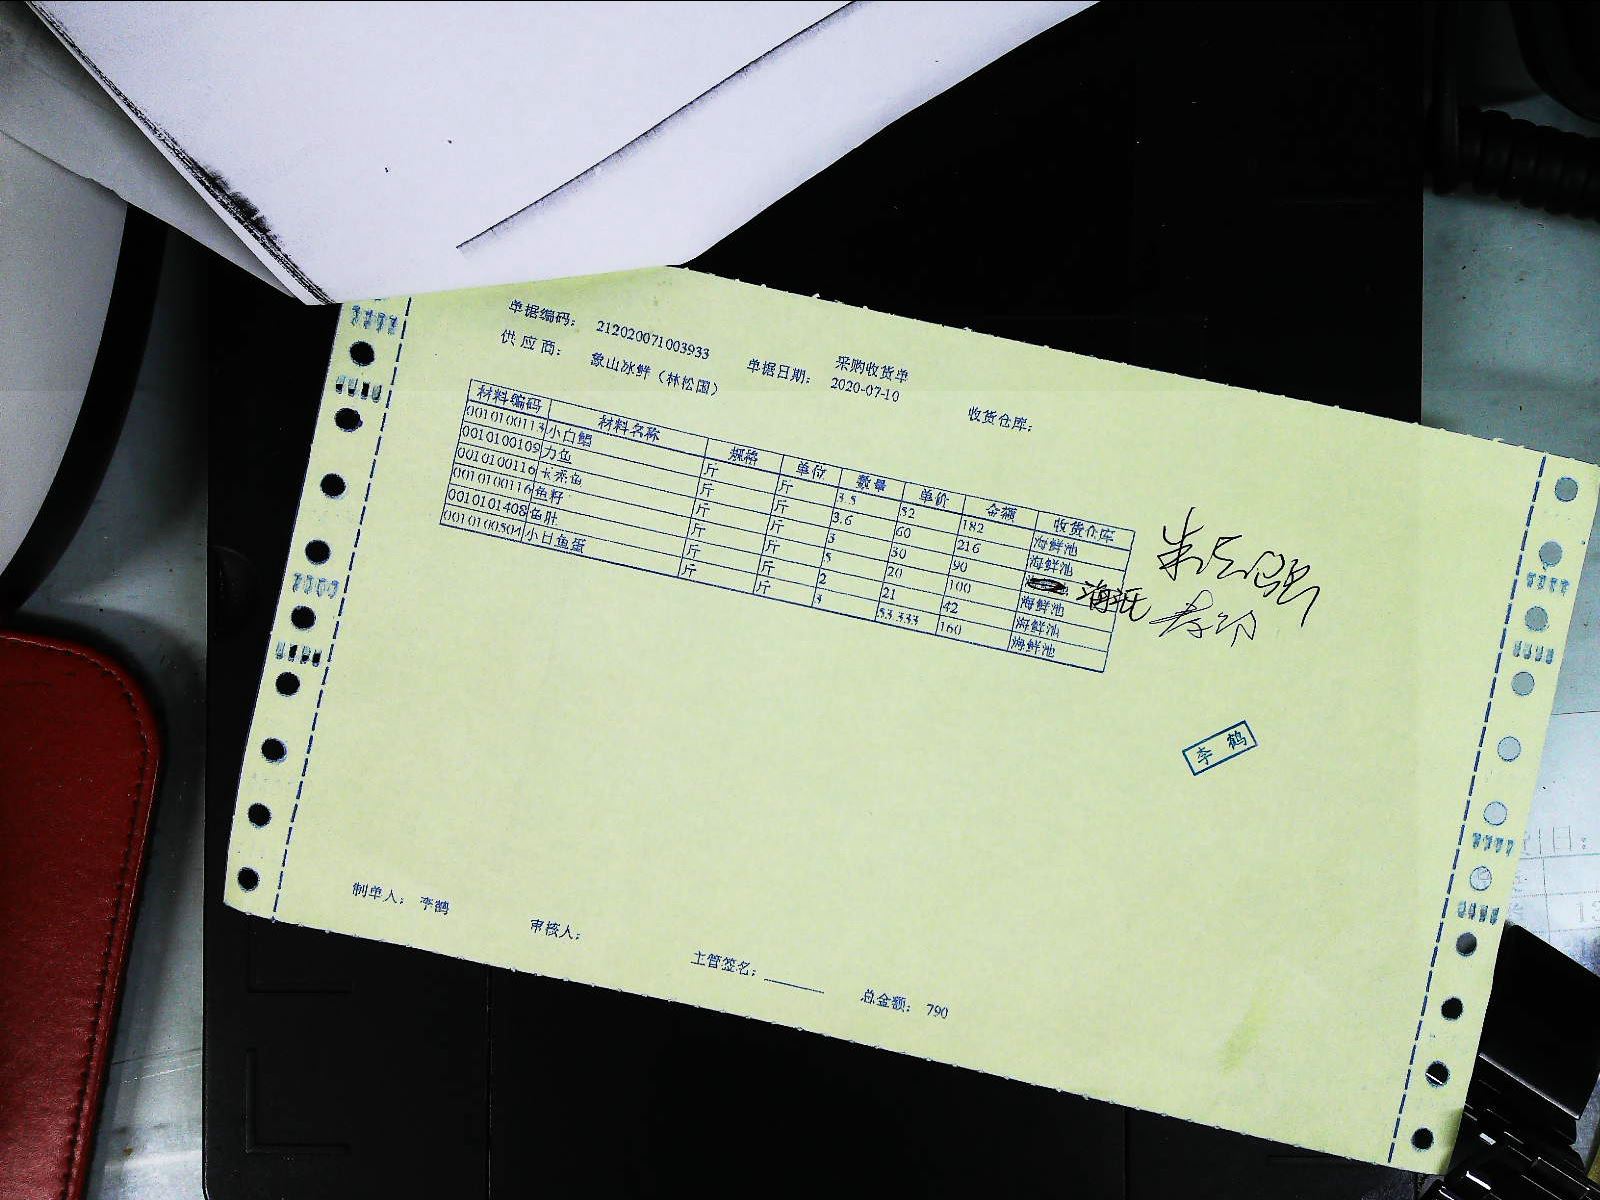 采购收货单
单据编码： 212020071003933
供应商： 象山冰鲜（林松国） 单据日期： 2020-07-10 收货仓库：
材料编码 材料名称 规格 单位 数量 单价 金额 收货仓库
0010100113 小白鲳 斤 斤 3.5 52 182 海鲜池
0010100109 力鱼 斤 斤 3.6 60 216 海鲜池
0010100116 鱼 斤 斤 3 30 90
0010100116 鱼籽 斤 斤 5 20 100 海鲜池
0010101408 鱼肚 斤 斤 2 21 42 海鲜池
0010100504 小目鱼蛋 斤 斤 3 53.333 160 海鲜池
李鹤
制单人： 李鹤 审核人： 主管签名： 总金额： 790